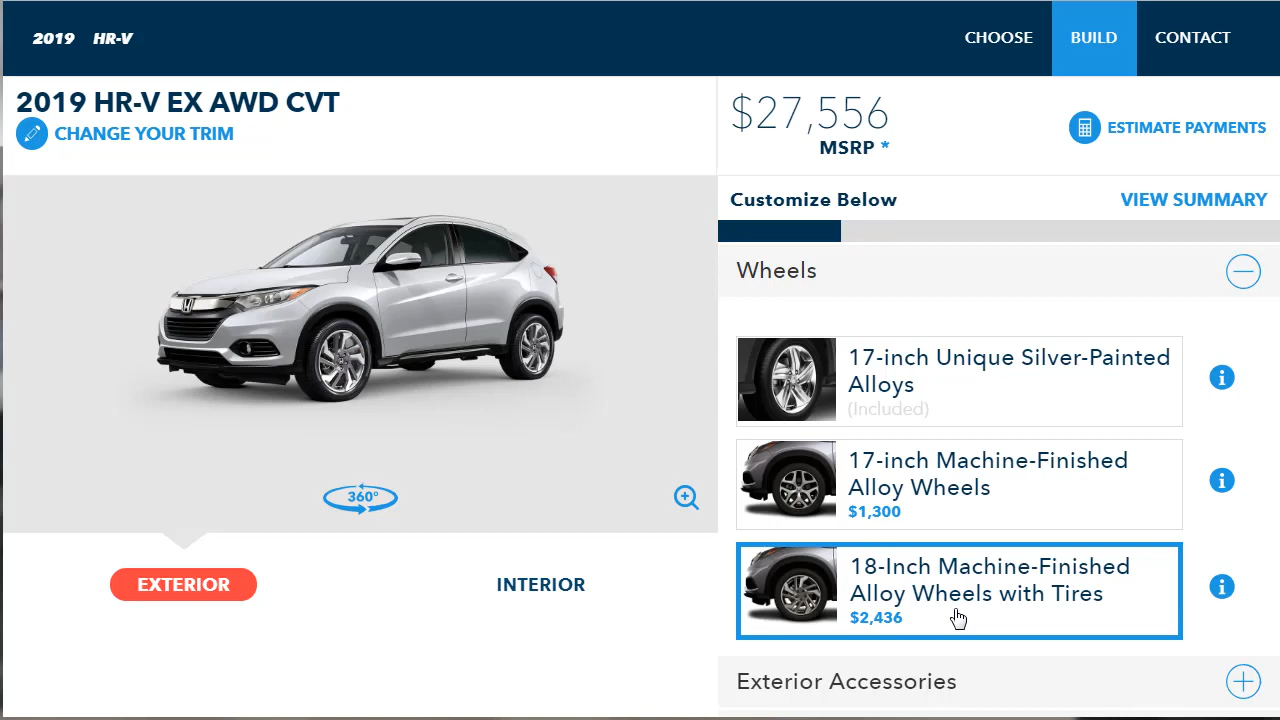 2019 HR-V
CHOOSE
BUILD
CONTACT
2019 HR-V EX AWD CVT
CHANGE YOUR TRIM
$27,556
MSRP *
ESTIMATE PAYMENTS
Customize Below
VIEW SUMMARY
Wheels
17-inch Unique Silver-Painted
Alloys
(Included)
17-inch Machine-Finished
Alloy Wheels
$1,300
18-Inch Machine-Finished
Alloy Wheels with Tires
$2,436
360°
EXTERIOR
INTERIOR
Exterior Accessories